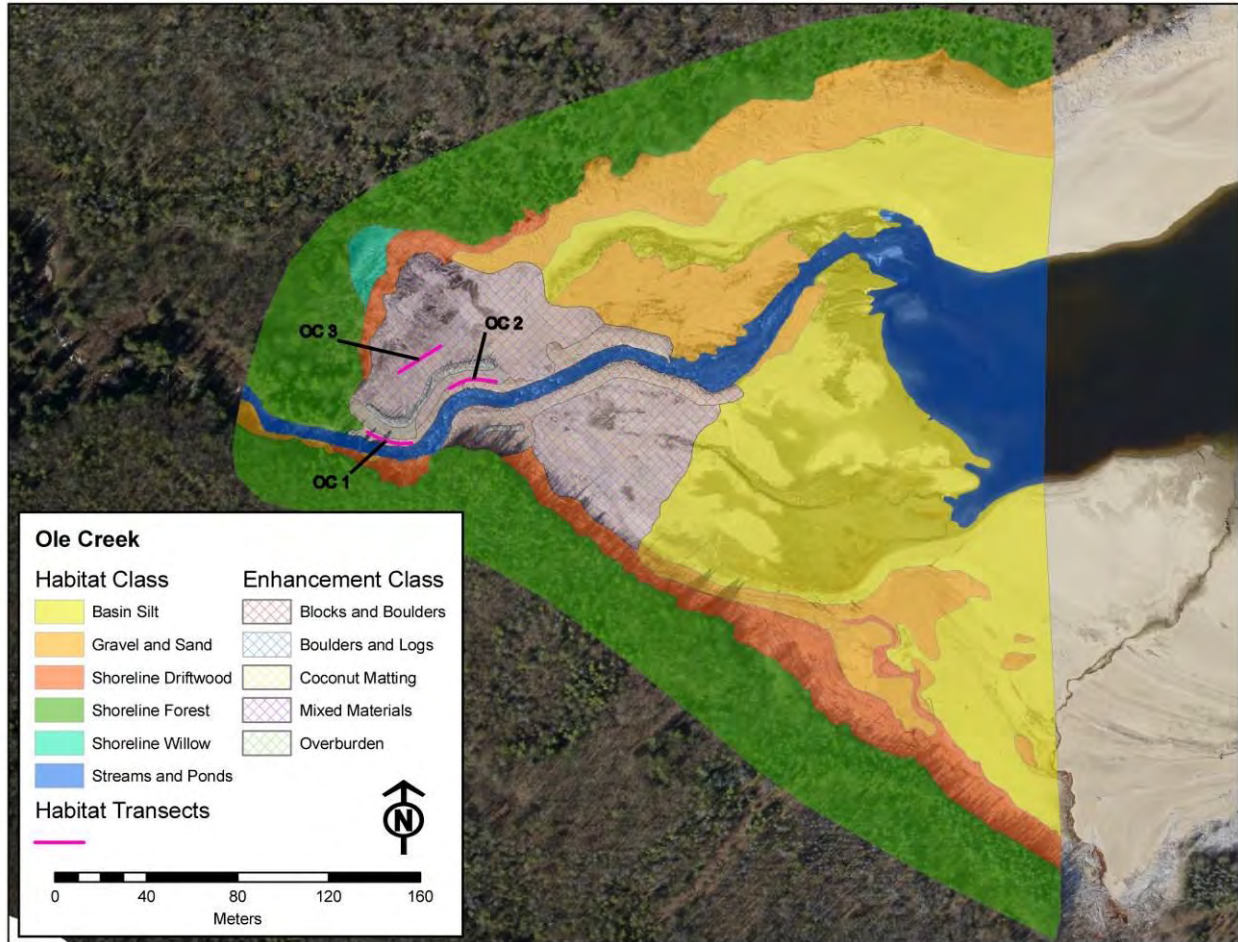 OC 3
OC 2
OC 1
Ole Creek
Habitat Class
Basin Silt
Gravel and Sand
Shoreline Driftwood
Shoreline Forest
Shoreline Willow
Streams and Ponds
Enhancement Class
Blocks and Boulders
Boulders and Logs
Coconut Matting
Mixed Materials
Overburden
Habitat Transects
N
0 40 80 120 160
Meters